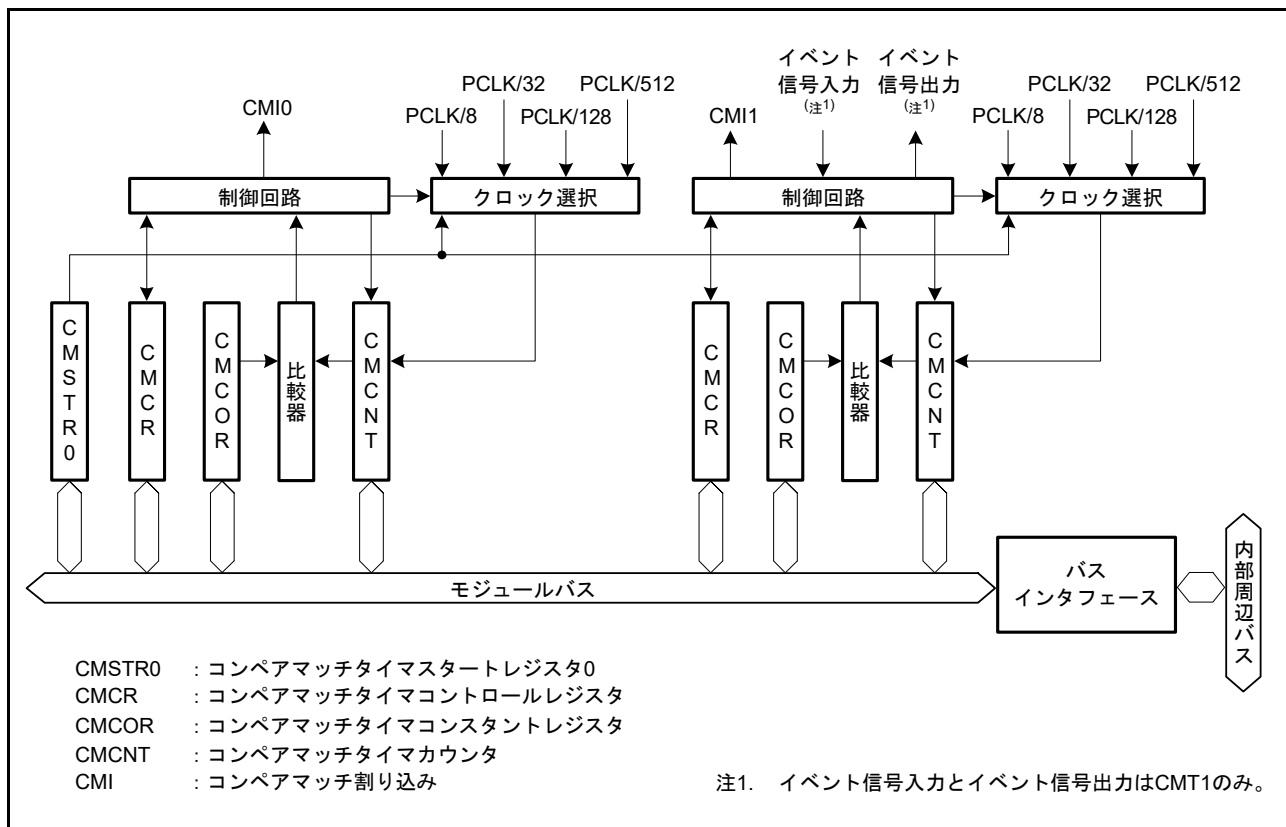 CMI0
PCLK/8
PCLK/32
PCLK/128
PCLK/512
制御回路
クロック選択
CMI1
イベント
信号入力
(注1)
イベント
信号出力
(注1)
PCLK/8
PCLK/32
PCLK/128
PCLK/512
制御回路
クロック選択
CMSTR0
CMCR
CMCOR
比較器
CMCNT
CMCR
CMCOR
比較器
CMCNT
モジュールバス
バス
インタフェース
内部周辺バス
CMSTR0 : コンペアマッチタイマスタートレジスタ0
CMCR : コンペアマッチタイマコントロールレジスタ
CMCOR : コンペアマッチタイマコンスタントレジスタ
CMCNT : コンペアマッチタイマカウンタ
CMI : コンペアマッチ割り込み
注1. イベント信号入力とイベント信号出力はCMT1のみ。